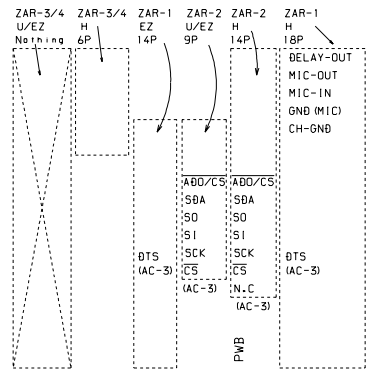 ZAR-3/4
U/EZ
Nothing
ZAR-3/4
H
6P
ZAR-1
EZ
14P
ZAR-2
U/EZ
9P
ZAR-2
H
14P
ZAR-1
H
18P
DELAY-OUT
MIC-OUT
MIC-IN
GND (MIC)
CH-GND
DTS
(AC-3)
ADO/CS
SDA
SO
SI
SCK
CS
(AC-3)
ADO/CS
SDA
SO
SI
SCK
CS
N.C
(AC-3)
PWB
DTS
(AC-3)